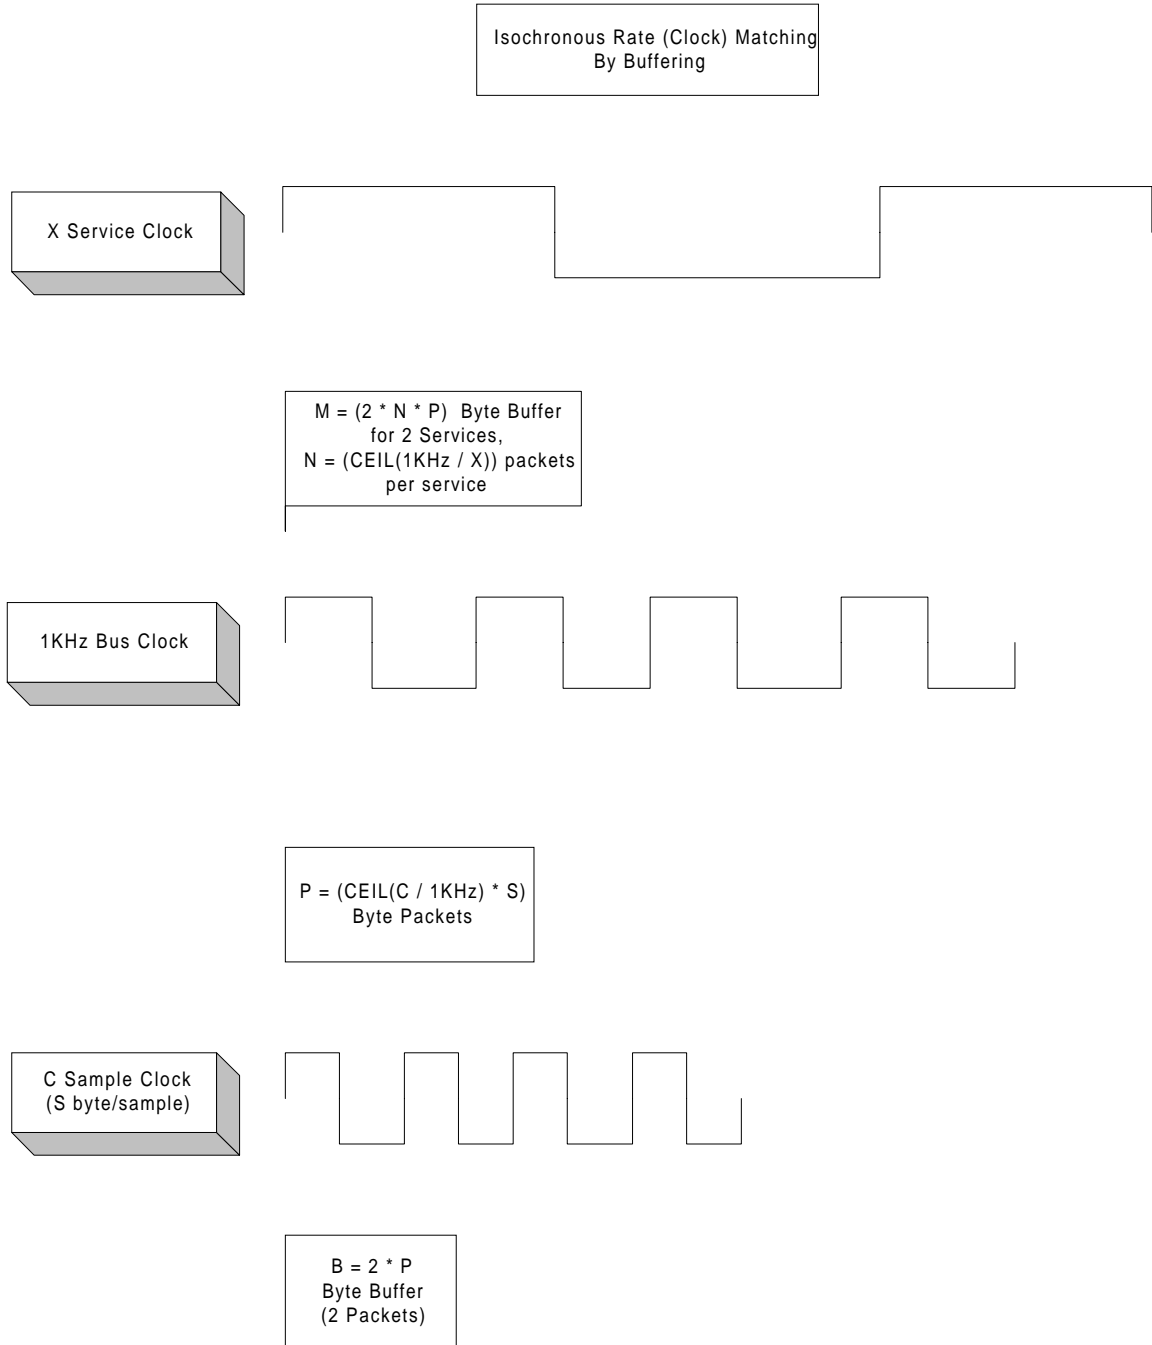 Isochronous Rate (Clock) Matching
By Buffering
X Service Clock
M = (2 * N * P) Byte Buffer
for 2 Services,
N = (CEIL(1KHz / X)) packets
per service
1KHz Bus Clock
P = (CEIL(C / 1KHz) * S)
Byte Packets
C Sample Clock
(S byte/sample)
B = 2 * P
Byte Buffer
(2 Packets)